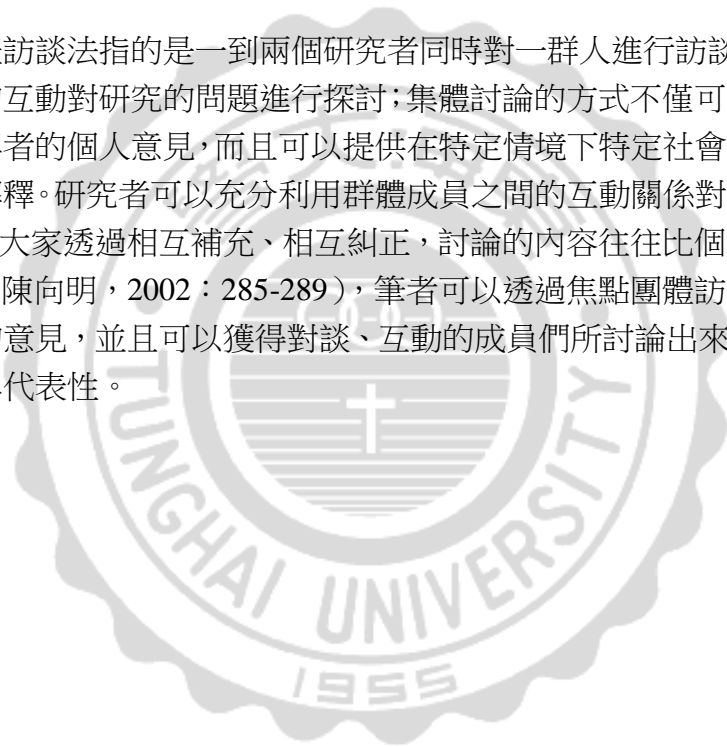 訪談法指的是一到兩個研究者同時對一群人進行訪談
互動對研究的問題進行探討；集體討論的方式不僅可
者的個人意見，而且可以提供在特定情境下特定社會
釋。研究者可以充分利用群體成員之間的互動關係對
大家透過相互補充、相互糾正，討論的內容往往比個
陳向明，2002：285-289），筆者可以透過焦點團體訪
意見，並且可以獲得對談、互動的成員們所討論出來
代表性。
TUNGHAI UNIVERSITY
1955